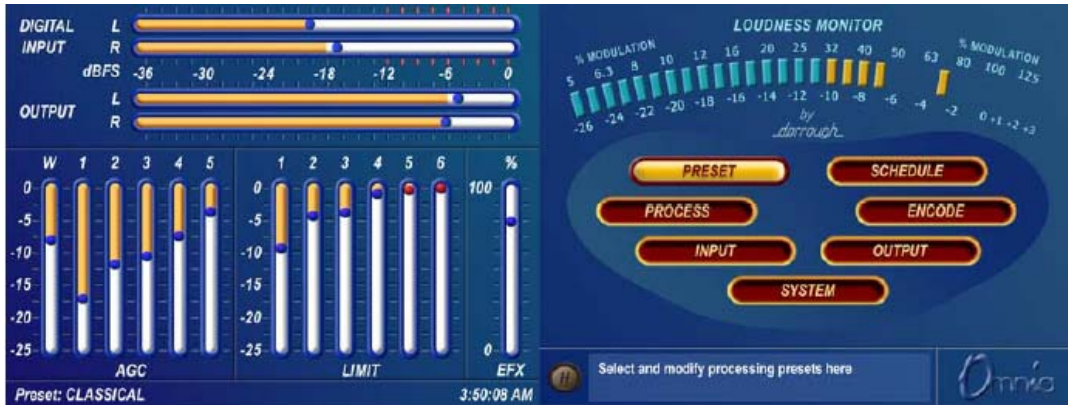 DIGITAL INPUT L
R
dBFS -36 -30 -24 -18 -12 -6 0
OUTPUT L
R
W 1 2 3 4 5
0
-5
-10
-15
-20
-25
AGC
1 2 3 4 5 6
0
-5
-10
-15
-20
-25
LIMIT
%
100
0
EFX
Preset: CLASSICAL
3:50:08 AM
LOUDNESS MONITOR
% MODULATION
% MODULATION
5 6.3 8 10 12 16 20 25 32 40 50 63 80 100 125
-26 -24 -22 -20 -18 -16 -14 -12 -10 -8 -6 -4 -2 0 +1 +2 +3
by
dorrough
PRESET
SCHEDULE
PROCESS
ENCODE
INPUT
OUTPUT
SYSTEM
H
Select and modify processing presets here
Omnia